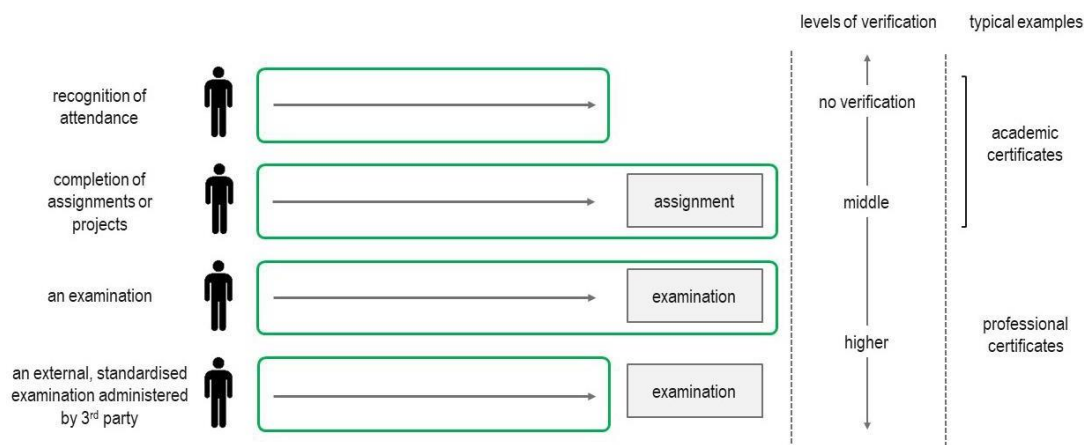 levels of verification
typical examples
recognition of
attendance
no verification
academic
certificates
completion of
assignments or
projects
assignment
middle
an examination
examination
higher
professional
certificates
an external, standardised
examination administered
by 3rd party
examination